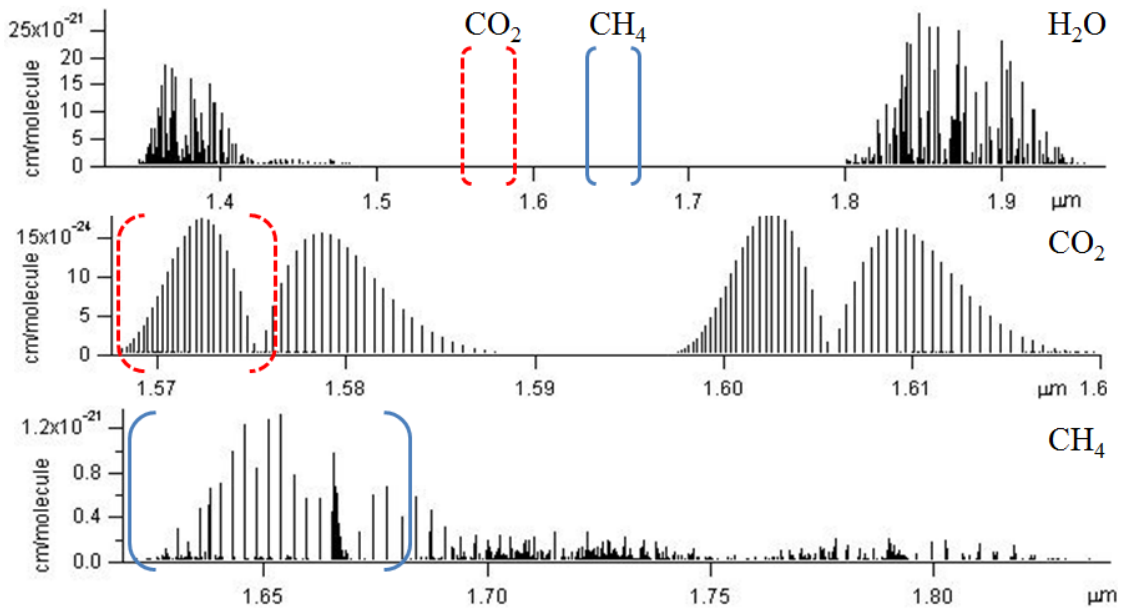 CO₂ CH₄ H₂O
25x10⁻²¹
20
15
10
5
0
cm/molecule
1.4 1.5 1.6 1.7 1.8 1.9 µm
CO₂
15x10⁻²⁴
10
5
0
cm/molecule
1.57 1.58 1.59 1.60 1.61 µm 1.6
CH₄
1.2x10⁻²¹
0.8
0.4
0.0
cm/molecule
1.65 1.70 1.75 1.80 µm